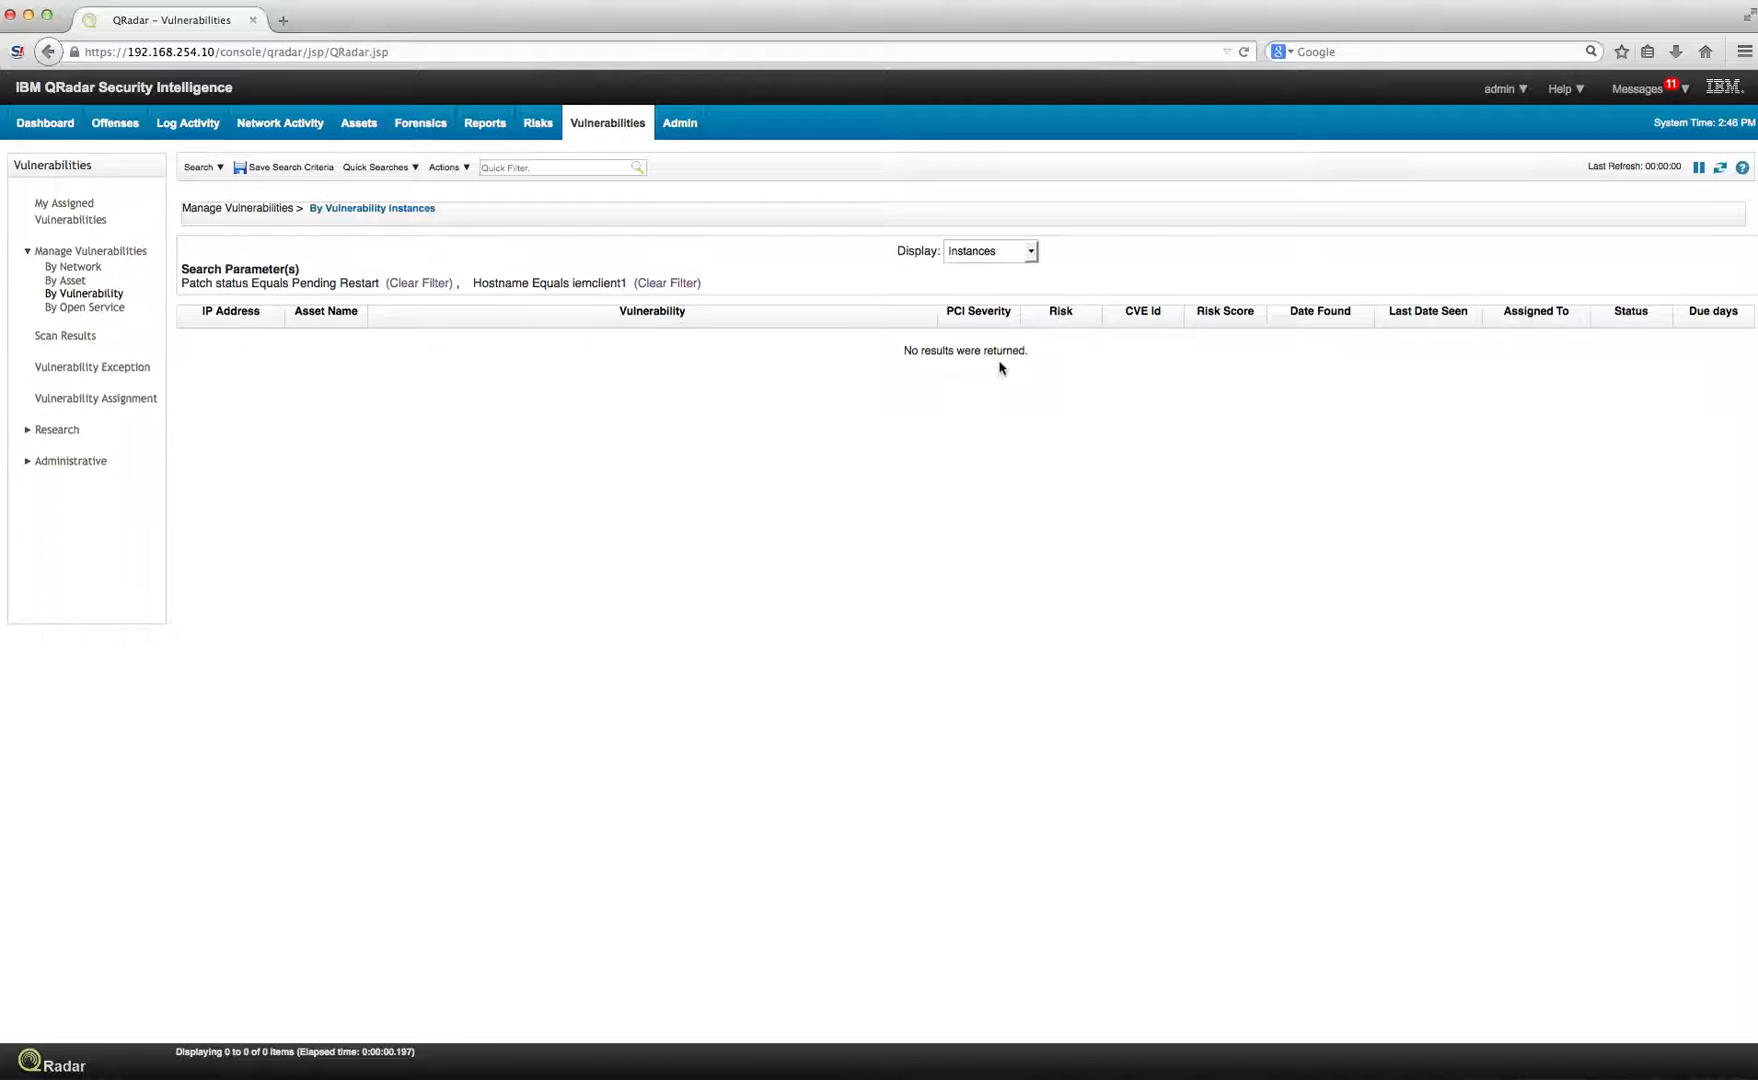 QRadar - Vulnerabilities
https://192.168.254.10/console/qradar/jsp/QRadar.jsp
Google
IBM QRadar Security Intelligence
admin ▼ Help ▼ Messages 11 ▼ IBM.
Dashboard Offenses Log Activity Network Activity Assets Forensics Reports Risks Vulnerabilities Admin
System Time: 2:46 PM
Vulnerabilities
My Assigned
Vulnerabilities
▼ Manage Vulnerabilities
By Network
By Asset
By Vulnerability
By Open Service
Scan Results
Vulnerability Exception
Vulnerability Assignment
► Research
► Administrative
Search ▼ Save Search Criteria Quick Searches ▼ Actions ▼ Quick Filter.
Last Refresh: 00:00:00
Manage Vulnerabilities > By Vulnerability Instances
Display: Instances
Search Parameter(s)
Patch status Equals Pending Restart (Clear Filter) , Hostname Equals iemclient1 (Clear Filter)
IP Address Asset Name Vulnerability PCI Severity Risk CVE Id Risk Score Date Found Last Date Seen Assigned To Status Due days
No results were returned.
QRadar
Displaying 0 to 0 of 0 items (Elapsed time: 0:00:00.197)